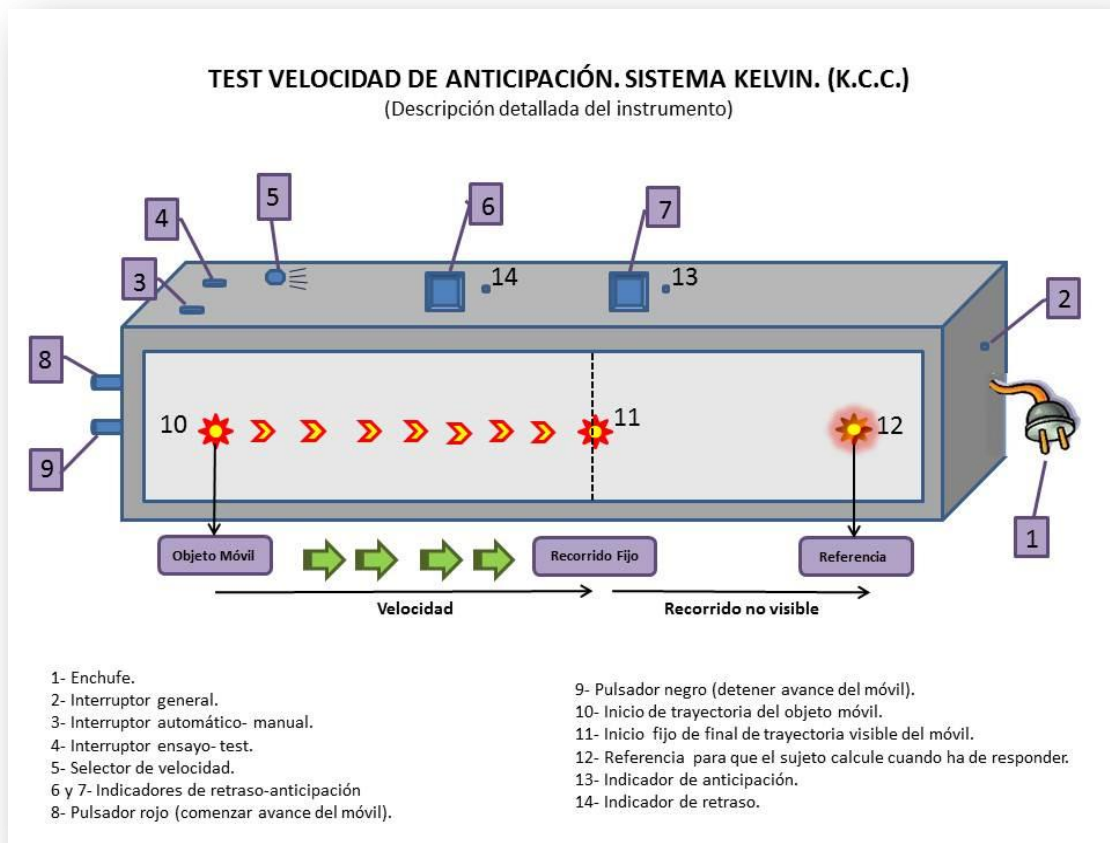 TEST VELOCIDAD DE ANTICIPACIÓN. SISTEMA KELVIN. (K.C.C.)
(Descripción detallada del instrumento)
5
4
6
7
3
14
13
2
8
10
11
12
9
1
Objeto Móvil
Recorrido Fijo
Referencia
Velocidad
Recorrido no visible
1- Enchufe.
2- Interruptor general.
3- Interruptor automático- manual.
4- Interruptor ensayo- test.
5- Selector de velocidad.
6 y 7- Indicadores de retraso-anticipación
8- Pulsador rojo (comenzar avance del móvil).
9- Pulsador negro (detener avance del móvil).
10- Inicio de trayectoria del objeto móvil.
11- Inicio fijo de final de trayectoria visible del móvil.
12- Referencia para que el sujeto calcule cuando ha de responder.
13- Indicador de anticipación.
14- Indicador de retraso.